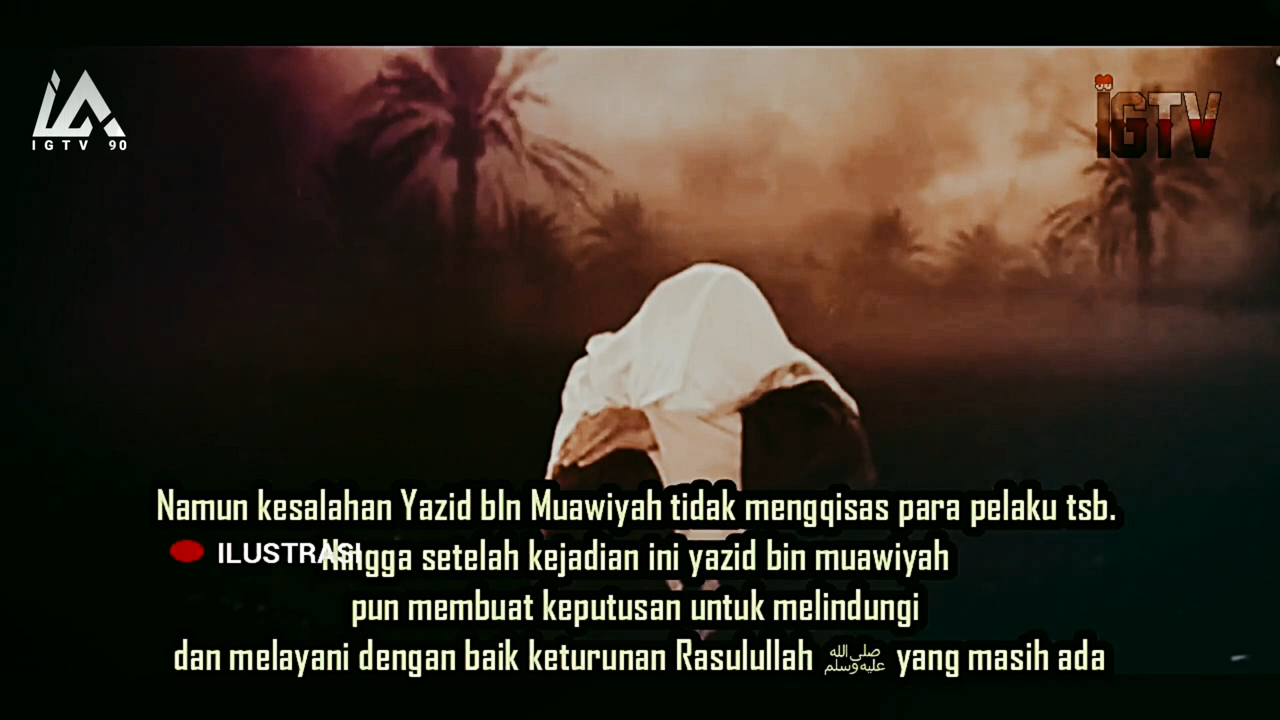 IGTV 90
iGTV
Namun kesalahan Yazid bIn Muawiyah tidak mengqisas para pelaku tsb.
ILUSTRASI
Hingga setelah kejadian ini yazid bin muawiyah
pun membuat keputusan untuk melindungi
dan melayani dengan baik keturunan Rasulullah ﷺ yang masih ada